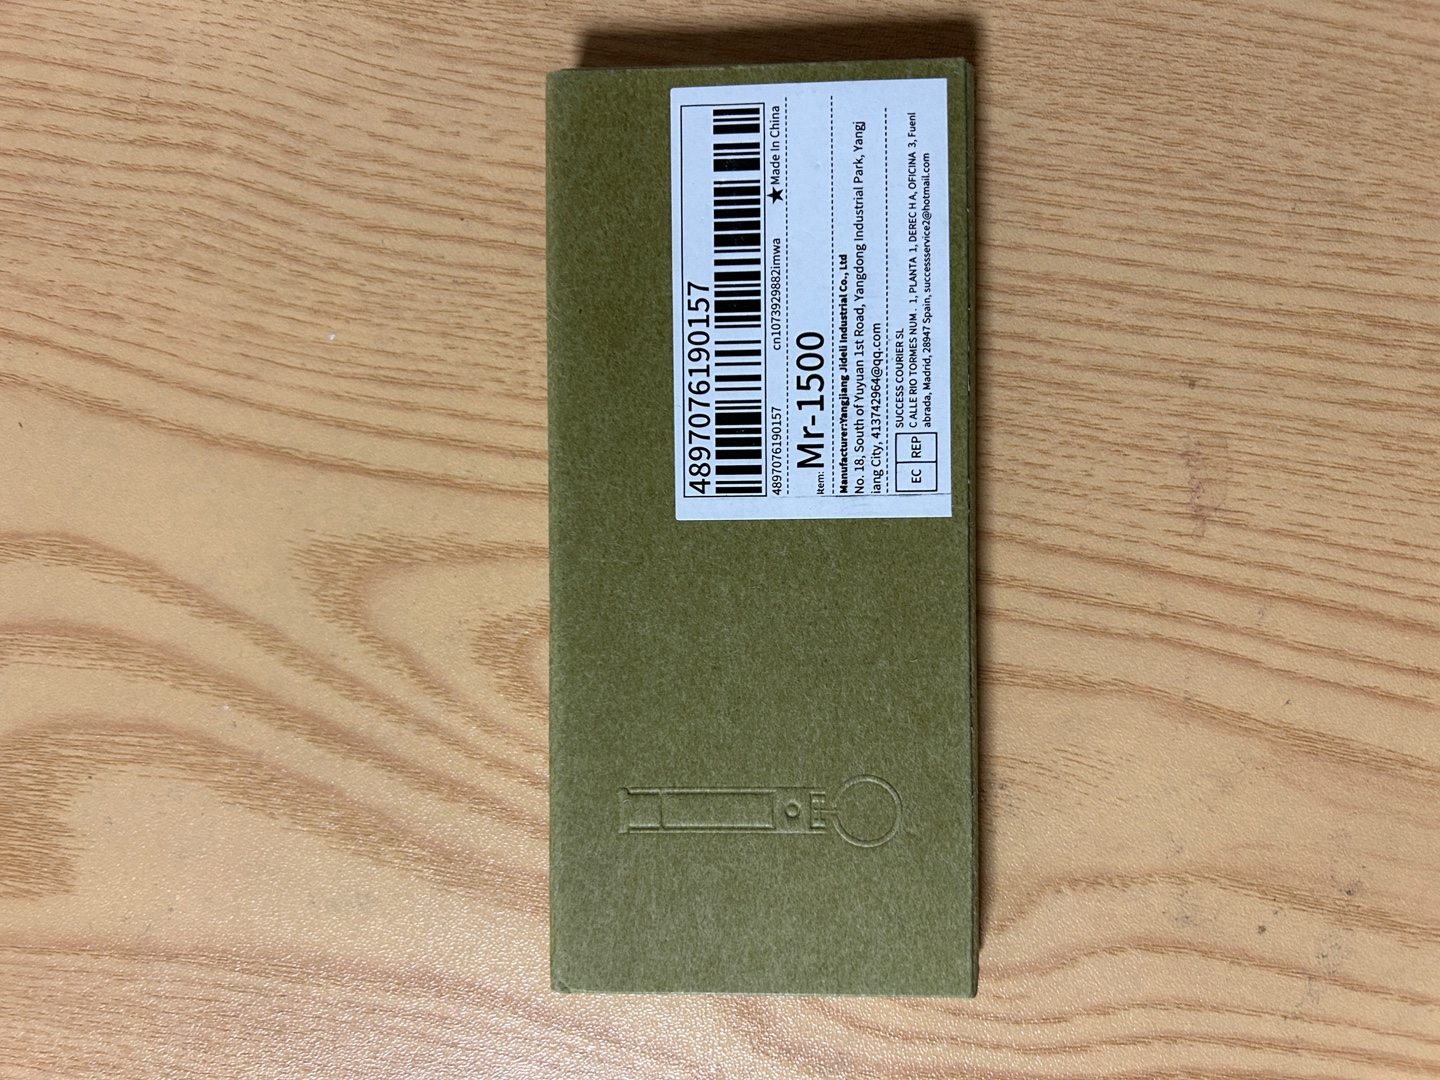 4897076190157
4897076190157 cn1073929882imwa ★Made In China
Item: Mr-1500
Manufacturer:Yangjiang Jideli Industrial Co., Ltd
No. 18, South of Yuyuan 1st Road, Yangdong Industrial Park, Yangj
iang City, 413742964@qq.com
EC REP
SUCCESS COURIER SL
C ALLE RIO TORMES NUM . 1, PLANTA 1, DEREC H A, OFICINA 3, Fuenl
abrada, Madrid, 28947 Spain, successservice2@hotmail.com